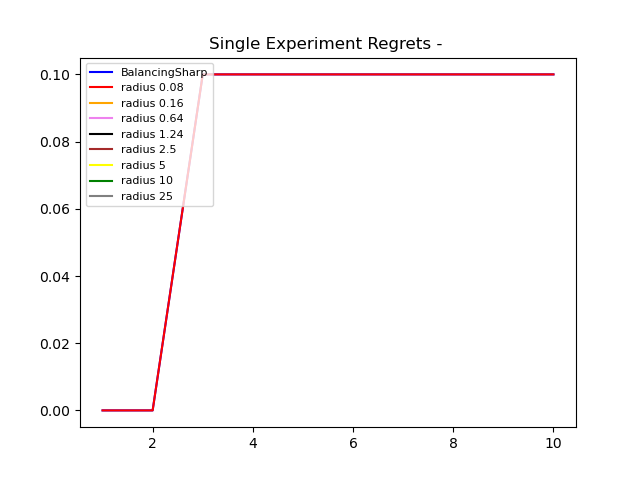 Single Experiment Regrets -
BalancingSharp
radius 0.08
radius 0.16
radius 0.64
radius 1.24
radius 2.5
radius 5
radius 10
radius 25
0.10
0.08
0.06
0.04
0.02
0.00
2 4 6 8 10